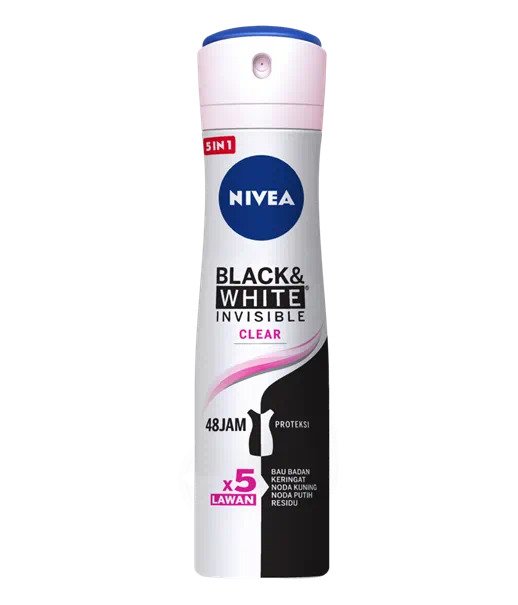 5 IN 1
NIVEA
BLACK&
WHITE®
INVISIBLE
CLEAR
48JAM PROTEKSI
x5
LAWAN
BAU BADAN
KERINGAT
NODA KUNING
NODA PUTIH
RESIDU